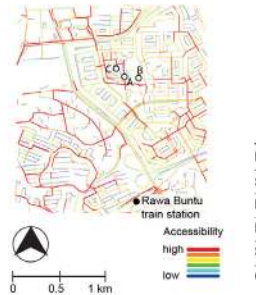 C
B
A
Rawa Buntu
train station
Accessibility
high
low
0 0.5 1 km